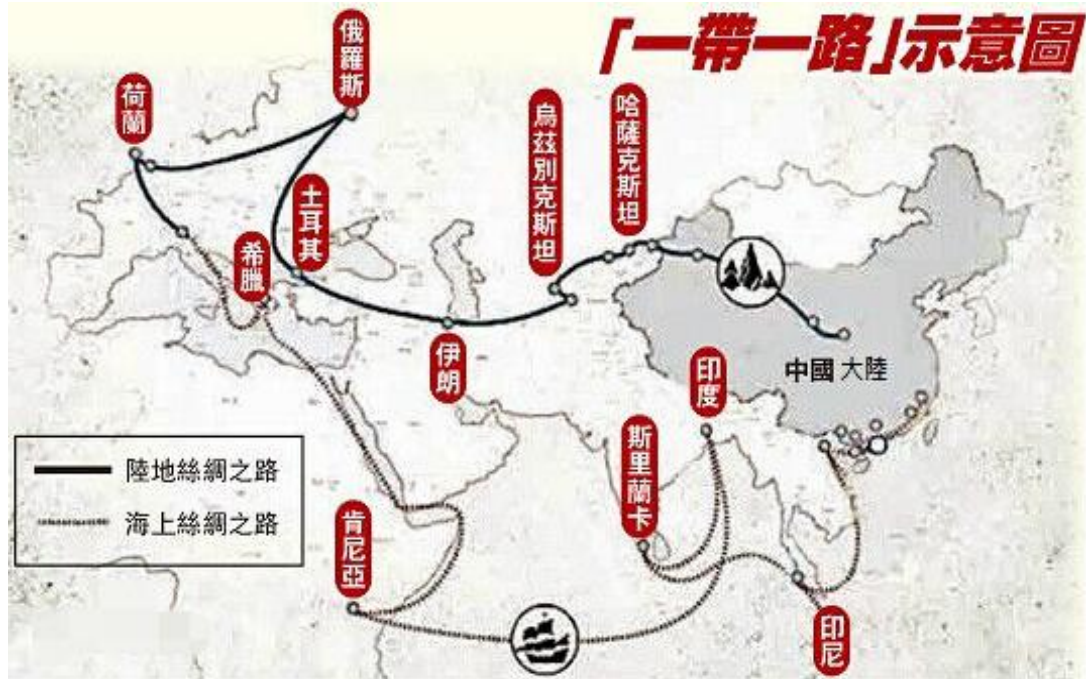 「一帶一路」示意圖
俄羅斯
荷蘭
哈薩克斯坦
烏茲別克斯坦
土耳其
希臘
伊朗
印度
中國 大陸
斯里蘭卡
陸地絲綢之路
海上絲綢之路
肯尼亞
印尼